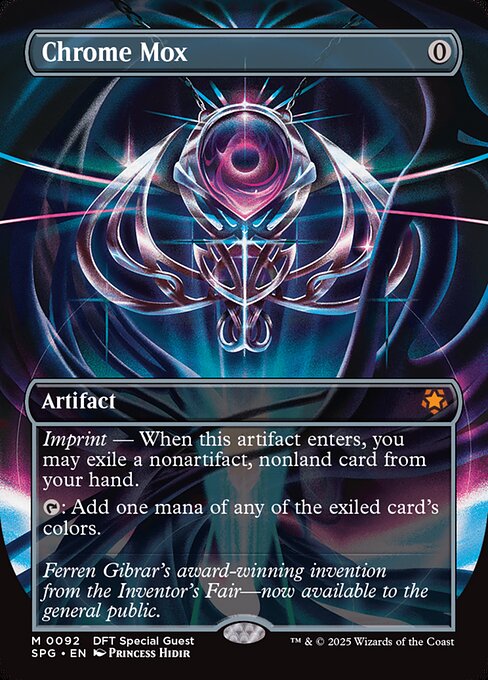 Chrome Mox 0
Artifact
Imprint — When this artifact enters, you
may exile a nonartifact, nonland card from
your hand.
: Add one mana of any of the exiled card's
colors.
Ferren Gibrar's award-winning invention
from the Inventor's Fair—now available to the
general public.
M 0092 DFT Special Guest
SPG • EN Princess Hidir
™ & © 2025 Wizards of the Coast